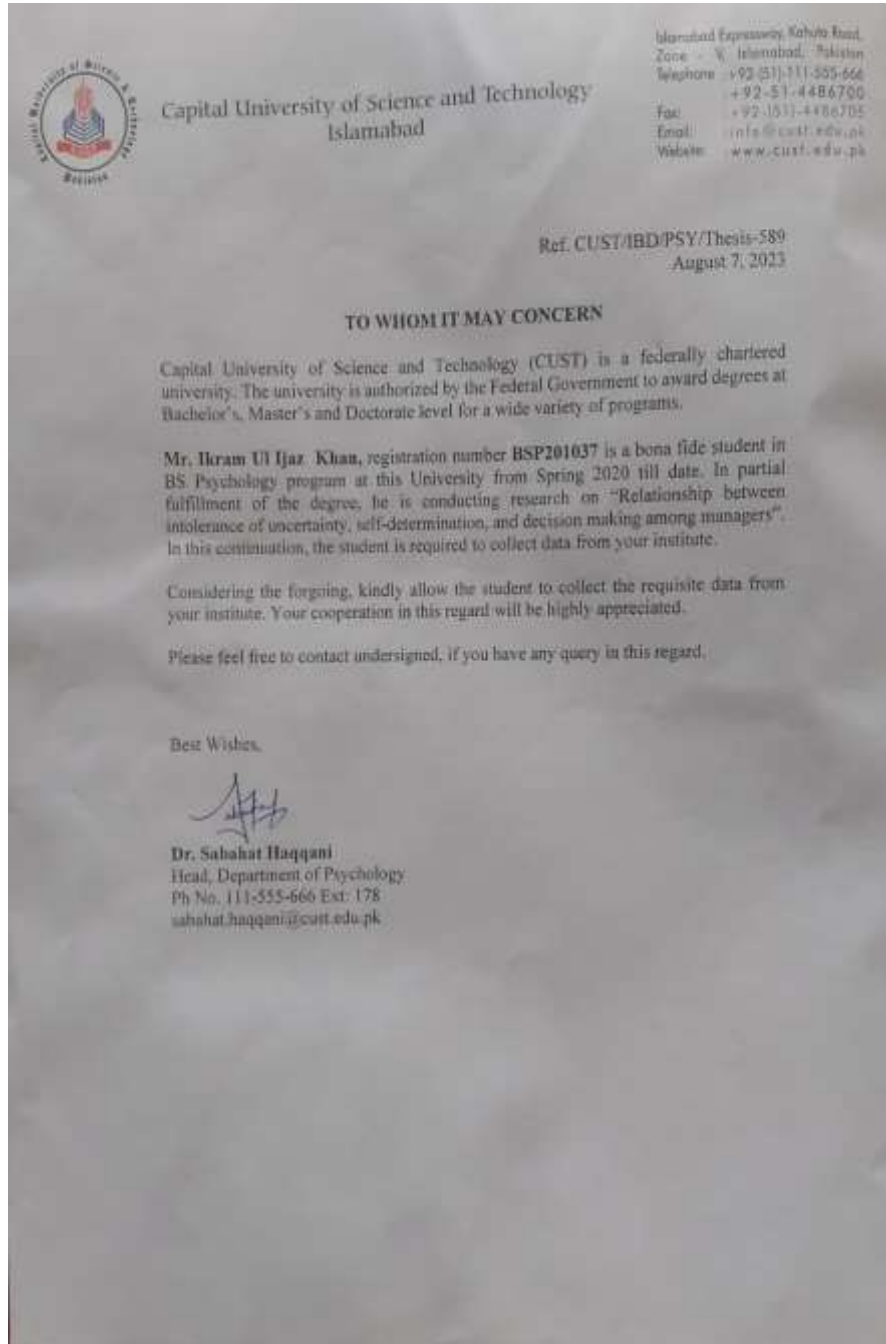 Capital University of Science & Technology
Islamabad
Capital University of Science and Technology
Islamabad
Islamabad Expressway, Kahuta Road,
Zone - V, Islamabad, Pakistan
Telephone : +92-(51)-111-555-666
+92-51-4486700
Fax: +92-(51)-4486705
Email: info@cust.edu.pk
Website: www.cust.edu.pk
Ref. CUST/IBD/PSY/Thesis-589
August 7, 2023
TO WHOM IT MAY CONCERN
Capital University of Science and Technology (CUST) is a federally chartered
university. The university is authorized by the Federal Government to award degrees at
Bachelor's, Master's and Doctorate level for a wide variety of programs.
Mr. Ikram Ul Ijaz Khan, registration number BSP201037 is a bona fide student in
BS Psychology program at this University from Spring 2020 till date. In partial
fulfillment of the degree, he is conducting research on "Relationship between
intolerance of uncertainty, self-determination, and decision making among managers".
In this continuation, the student is required to collect data from your institute.
Considering the forgoing, kindly allow the student to collect the requisite data from
your institute. Your cooperation in this regard will be highly appreciated.
Please feel free to contact undersigned, if you have any query in this regard.
Best Wishes,
Dr. Sabahat Haqqani
Head, Department of Psychology
Ph No. 111-555-666 Ext: 178
sabahat.haqqani@cust.edu.pk